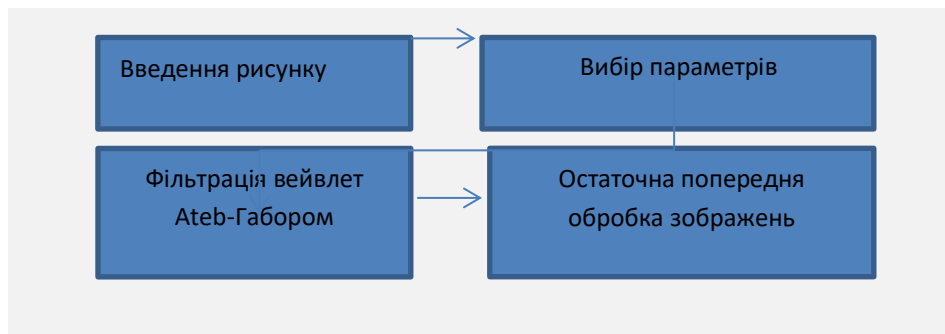 Введення рисунку
Вибір параметрів
Фільтрація вейвлет
Ateb-Габором
Остаточна попередня
обробка зображень